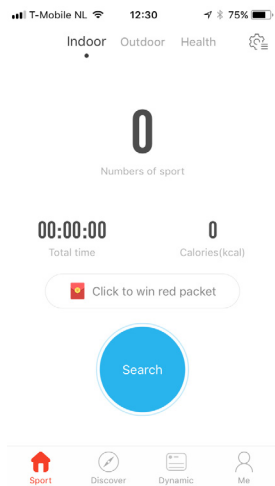 T-Mobile NL 12:30 75%
Indoor Outdoor Health
0
Numbers of sport
00:00:00 0
Total time Calories(kcal)
Click to win red packet
Search
Sport Discover Dynamic Me